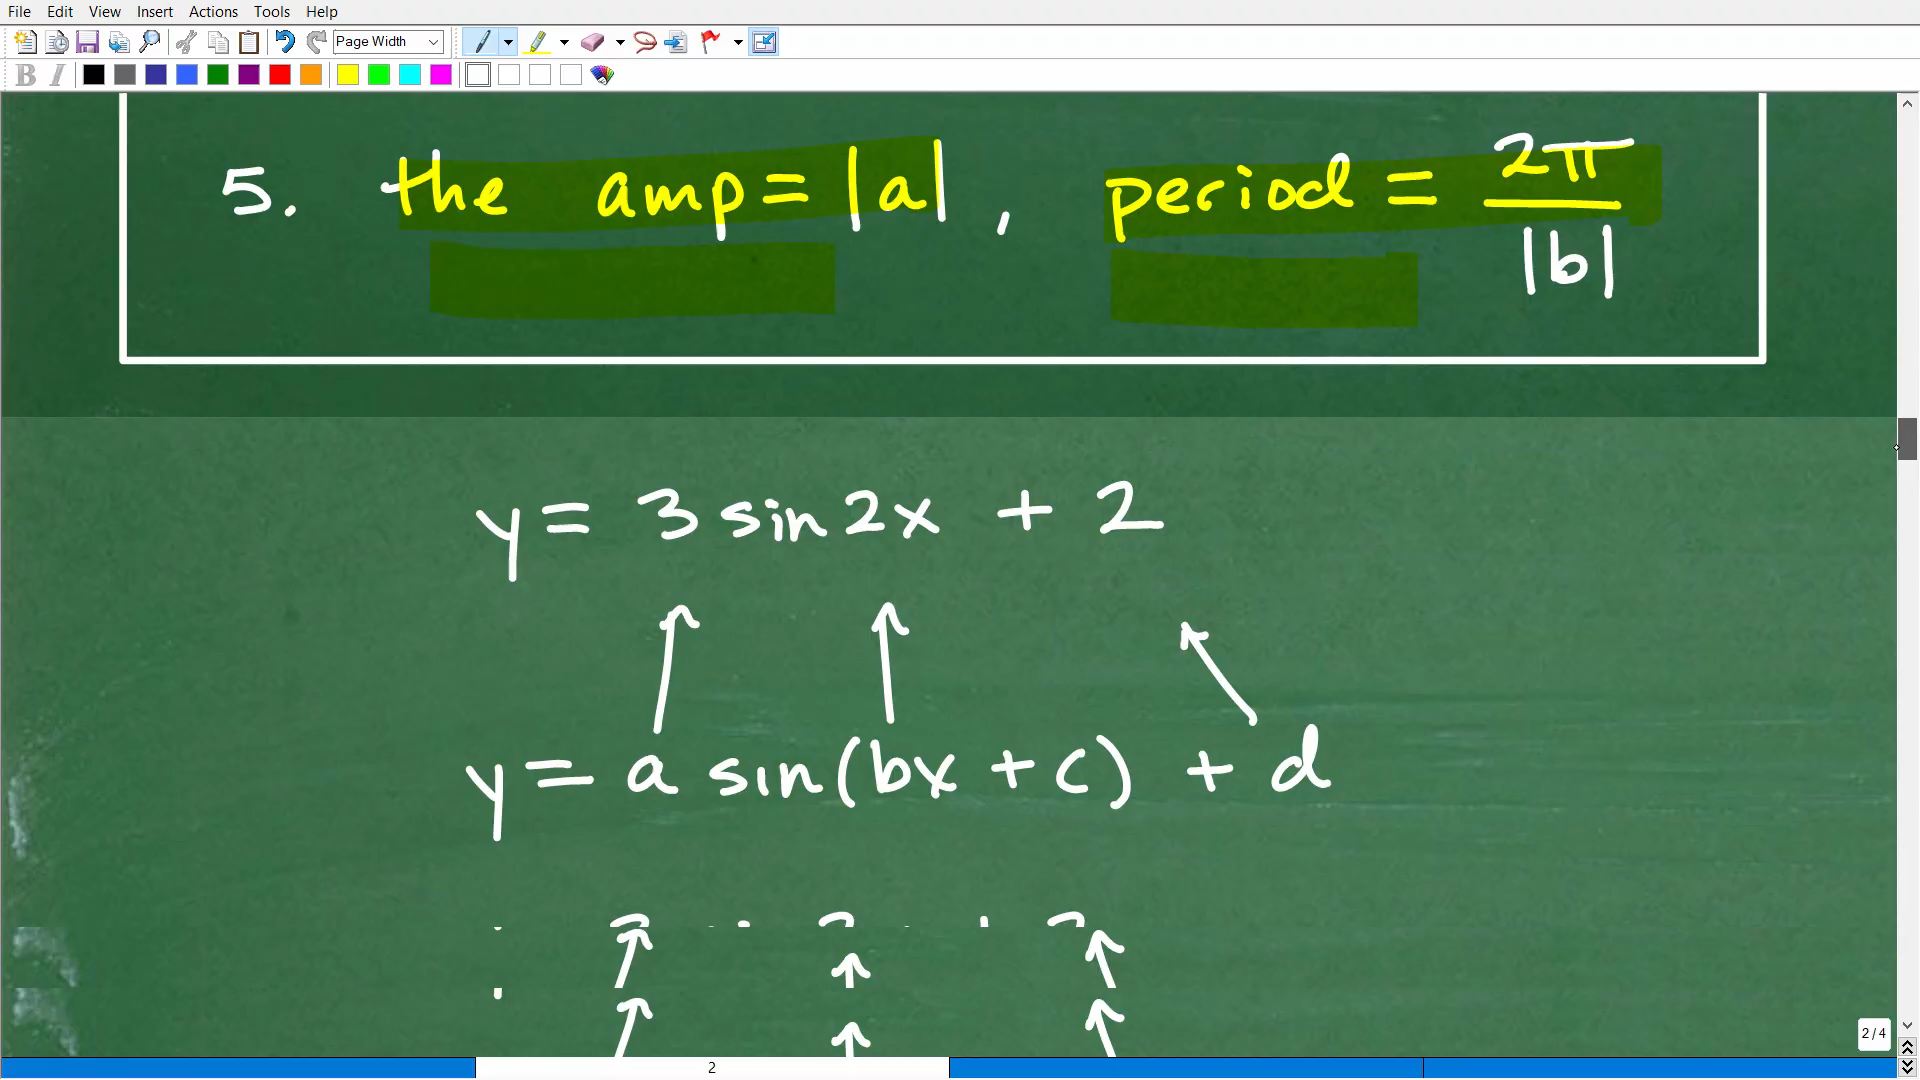 File Edit View Insert Actions Tools Help
Page Width
B I
5. the amp = |a|, period = 2π
|b|
y = 3 sin 2x + 2
y = a sin(bx + c) + d
2 / 4
2